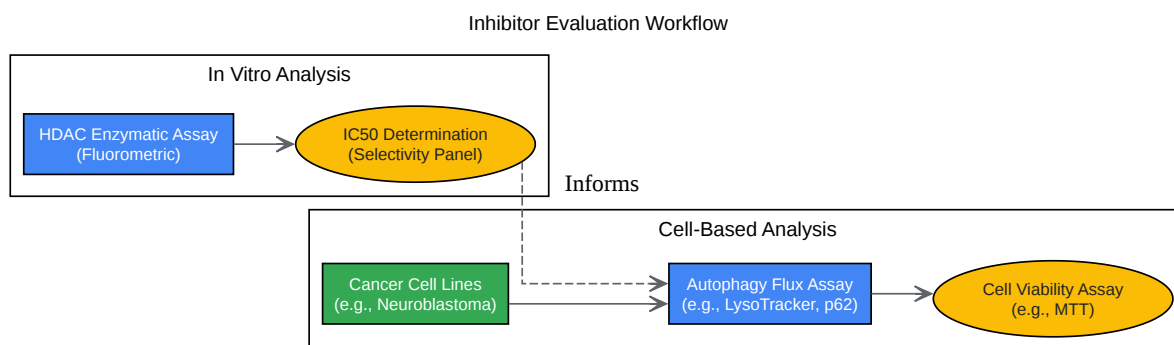 Inhibitor Evaluation Workflow
In Vitro Analysis
HDAC Enzymatic Assay
(Fluorometric)
IC50 Determination
(Selectivity Panel)
Informs
Cell-Based Analysis
Cancer Cell Lines
(e.g., Neuroblastoma)
Autophagy Flux Assay
(e.g., LysoTracker, p62)
Cell Viability Assay
(e.g., MTT)